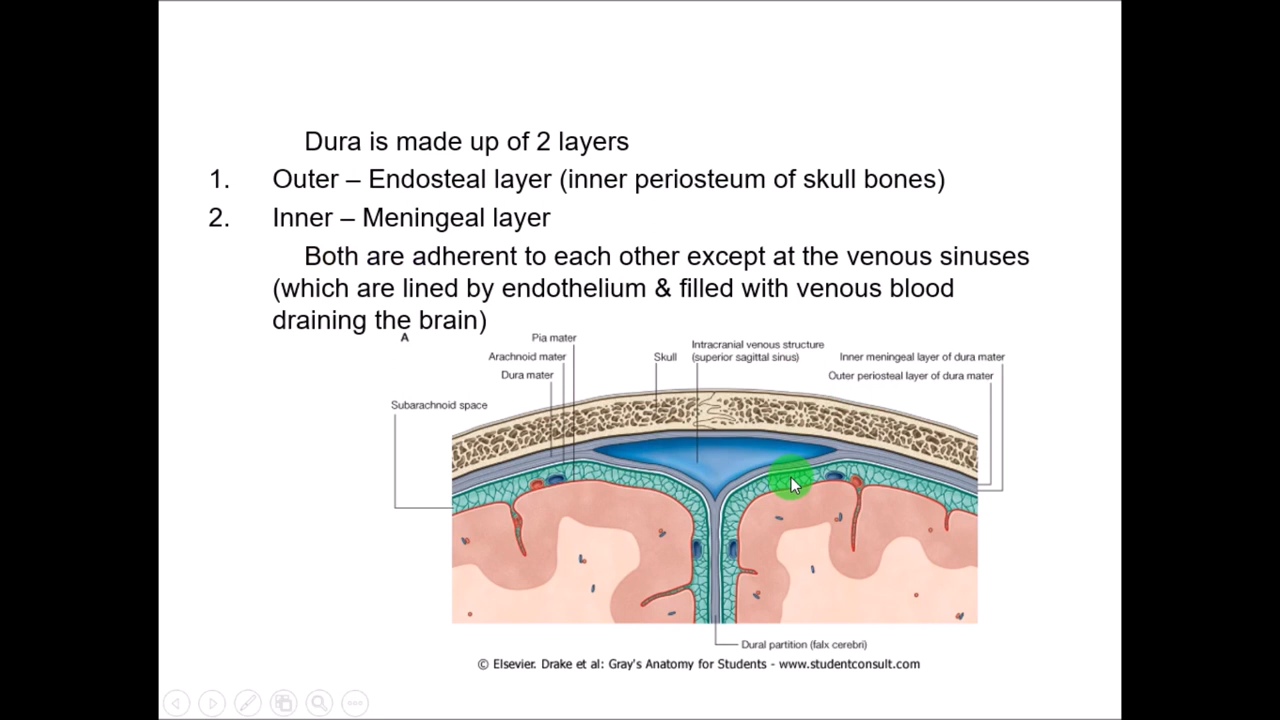 Dura is made up of 2 layers
1. Outer – Endosteal layer (inner periosteum of skull bones)
2. Inner – Meningeal layer
Both are adherent to each other except at the venous sinuses
(which are lined by endothelium & filled with venous blood
draining the brain)
A
Pia mater
Arachnoid mater
Dura mater
Subarachnoid space
Skull
Intracranial venous structure
(superior sagittal sinus)
Inner meningeal layer of dura mater
Outer periosteal layer of dura mater
Dural partition (falx cerebri)
© Elsevier. Drake et al: Gray's Anatomy for Students - www.studentconsult.com